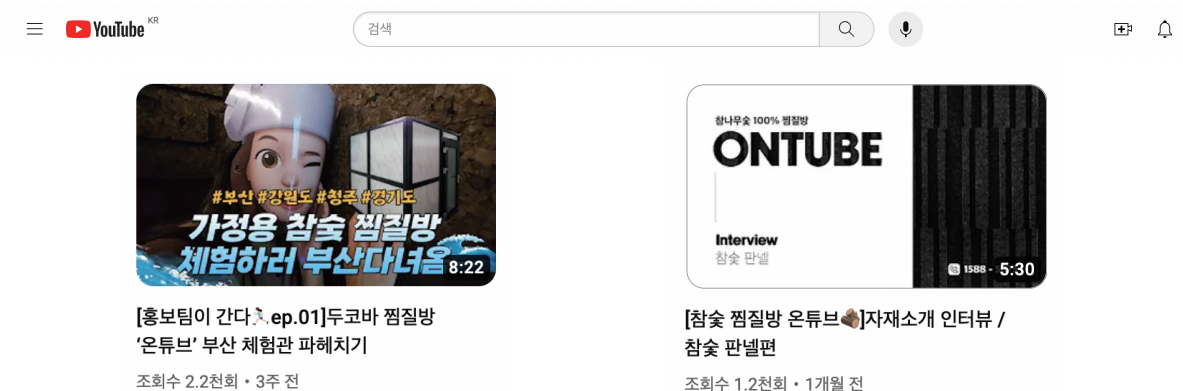 YouTube KR
검색
#부산 #강원도 #청주 #경기도
가정용 참숯 찜질방
체험하러 부산다녀옴
8:22
[홍보팀이 간다🏃🏻‍♀️ep.01]두코바 찜질방
‘온튜브’ 부산 체험관 파헤치기
조회수 2.2천회 • 3주 전
참나무숯 100% 찜질방
ONTUBE
Interview
참숯 판넬
1588 -
5:30
[참숯 찜질방 온튜브🪵]자재소개 인터뷰 /
참숯 판넬편
조회수 1.2천회 • 1개월 전